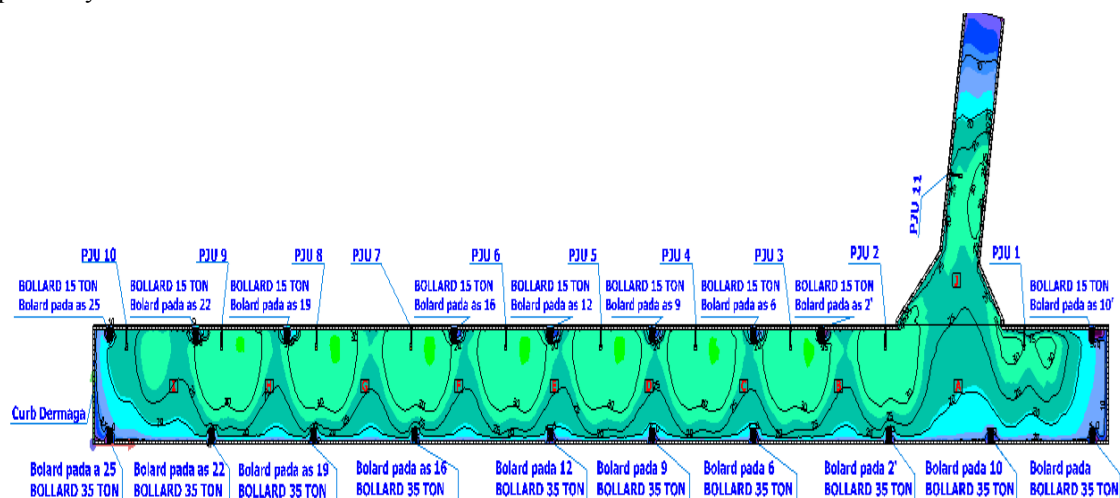 PJU 11
PJU 10
PJU 9
PJU 8
PJU 7
PJU 6
PJU 5
PJU 4
PJU 3
PJU 2
PJU 1
BOLLARD 15 TON
Bolard pada as 25
BOLLARD 15 TON
Bolard pada as 22
BOLLARD 15 TON
Bolard pada as 19
BOLLARD 15 TON
Bolard pada as 16
BOLLARD 15 TON
Bolard pada as 12
BOLLARD 15 TON
Bolard pada as 9
BOLLARD 15 TON
Bolard pada as 6
BOLLARD 15 TON
Bolard pada as 2'
BOLLARD 15 TON
Bolard pada as 10'
J
H
G
F
E
D
C
B
A
Curb Dermaga
Bolard pada a 25
BOLLARD 35 TON
Bolard pada as 22
BOLLARD 35 TON
Bolard pada as 19
BOLLARD 35 TON
Bolard pada as 16
BOLLARD 35 TON
Bolard pada 12
BOLLARD 35 TON
Bolard pada 9
BOLLARD 35 TON
Bolard pada 6
BOLLARD 35 TON
Bolard pada 2'
BOLLARD 35 TON
Bolard pada 10
BOLLARD 35 TON
Bolard pada
BOLLARD 35 TON